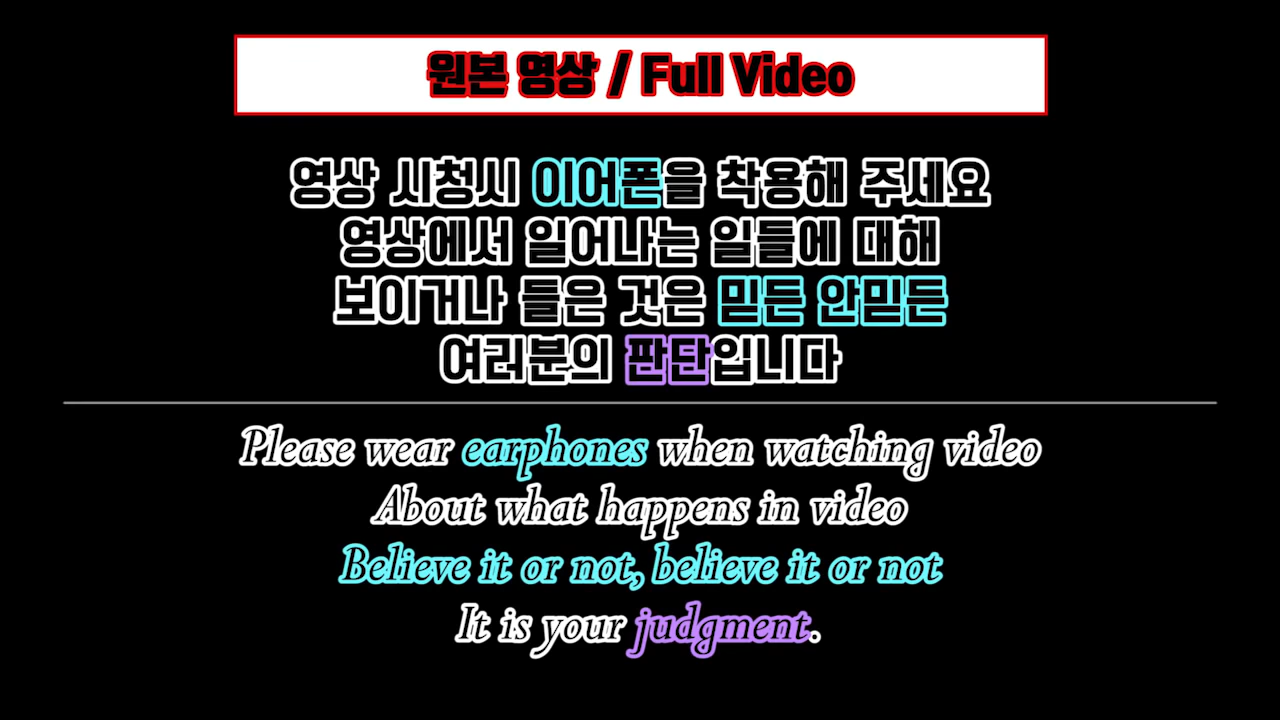 원본 영상 / Full Video
영상 시청시 이어폰을 착용해 주세요
영상에서 일어나는 일들에 대해
보이거나 들은 것은 믿든 안믿든
여러분의 판단입니다
Please wear earphones when watching video
About what happens in video
Believe it or not, believe it or not
It is your judgment.